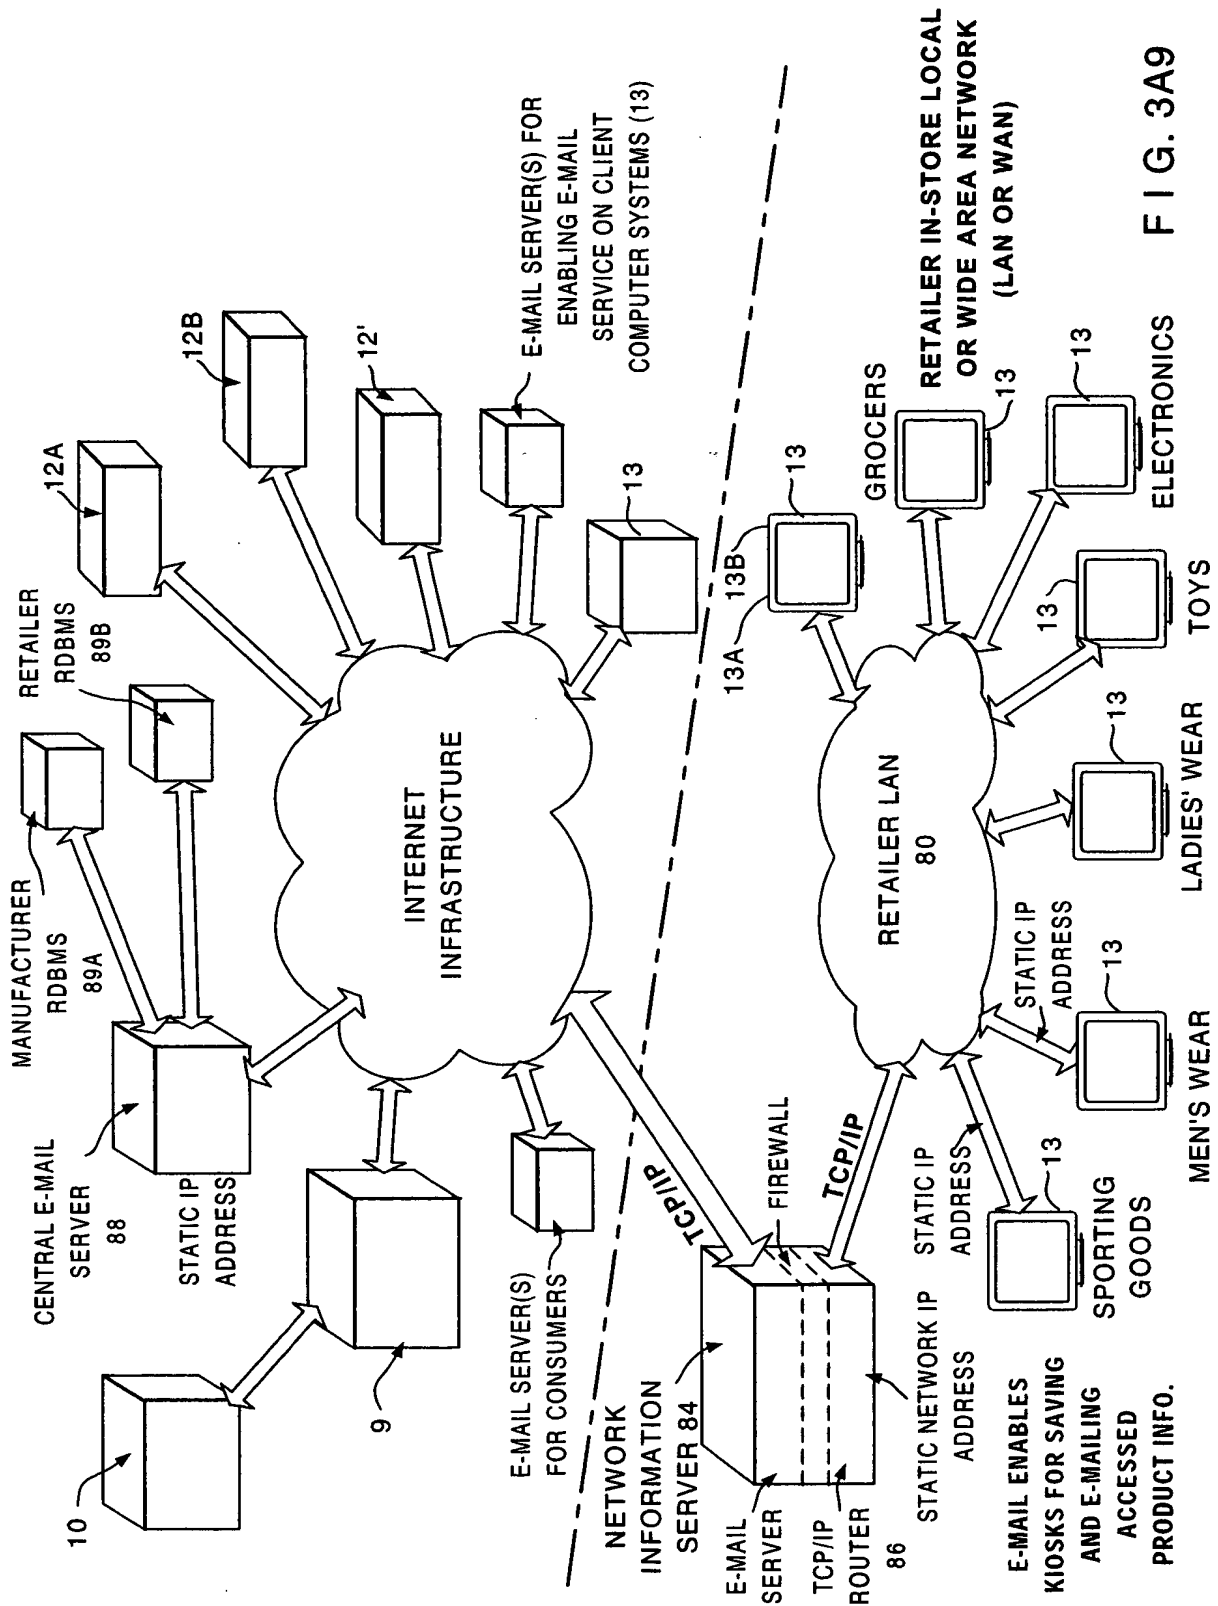 10
9
CENTRAL E-MAIL
SERVER
88
STATIC IP
ADDRESS
MANUFACTURER
RDBMS
89A
RETAILER
RDBMS
89B
12A
12B
12'
E-MAIL SERVER(S) FOR
ENABLING E-MAIL
SERVICE ON CLIENT
COMPUTER SYSTEMS (13)
13
INTERNET
INFRASTRUCTURE
E-MAIL SERVER(S)
FOR CONSUMERS
TCP/IP
NETWORK
INFORMATION
SERVER 84
E-MAIL
SERVER
TCP/IP
ROUTER
86
FIREWALL
TCP/IP
STATIC NETWORK IP
ADDRESS
RETAILER LAN
80
13A
13B
13
GROCERS
13
RETAILER IN-STORE LOCAL
OR WIDE AREA NETWORK
(LAN OR WAN)
STATIC IP
ADDRESS
13
SPORTING
GOODS
STATIC IP
ADDRESS
13
MEN'S WEAR
13
LADIES' WEAR
13
TOYS
13
ELECTRONICS
E-MAIL ENABLES
KIOSKS FOR SAVING
AND E-MAILING
ACCESSED
PRODUCT INFO.
FIG. 3A9